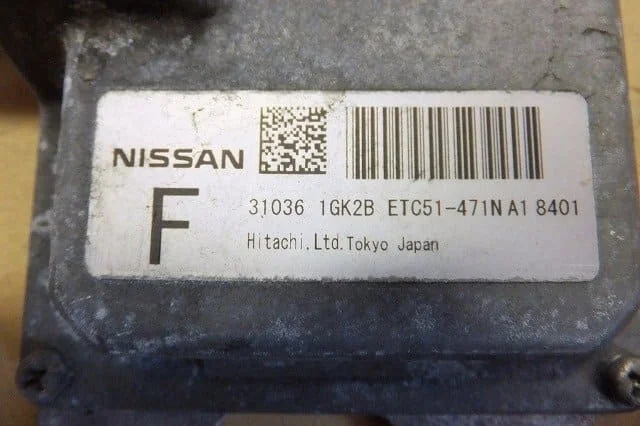 NISSAN
F
31036 1GK2B ETC51-471N A1 8401
Hitachi,Ltd.Tokyo Japan